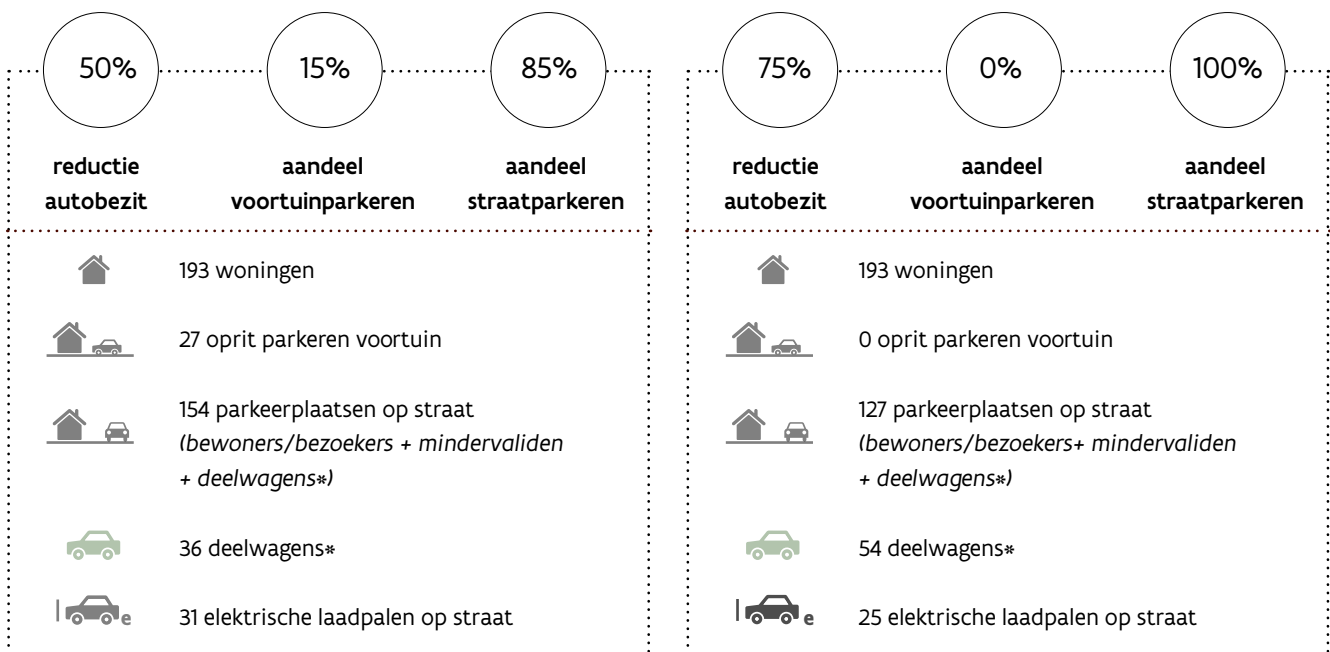 50%
15%
85%
reductie
autobezit
aandeel
voortuinparkeren
aandeel
straatparkeren
193 woningen
27 oprit parkeren voortuin
154 parkeerplaatsen op straat
(bewoners/bezoekers + mindervaliden
+ deelwagens*)
36 deelwagens*
e
31 elektrische laadpalen op straat
75%
0%
100%
reductie
autobezit
aandeel
voortuinparkeren
aandeel
straatparkeren
193 woningen
0 oprit parkeren voortuin
127 parkeerplaatsen op straat
(bewoners/bezoekers+ mindervaliden
+ deelwagens*)
54 deelwagens*
e
25 elektrische laadpalen op straat